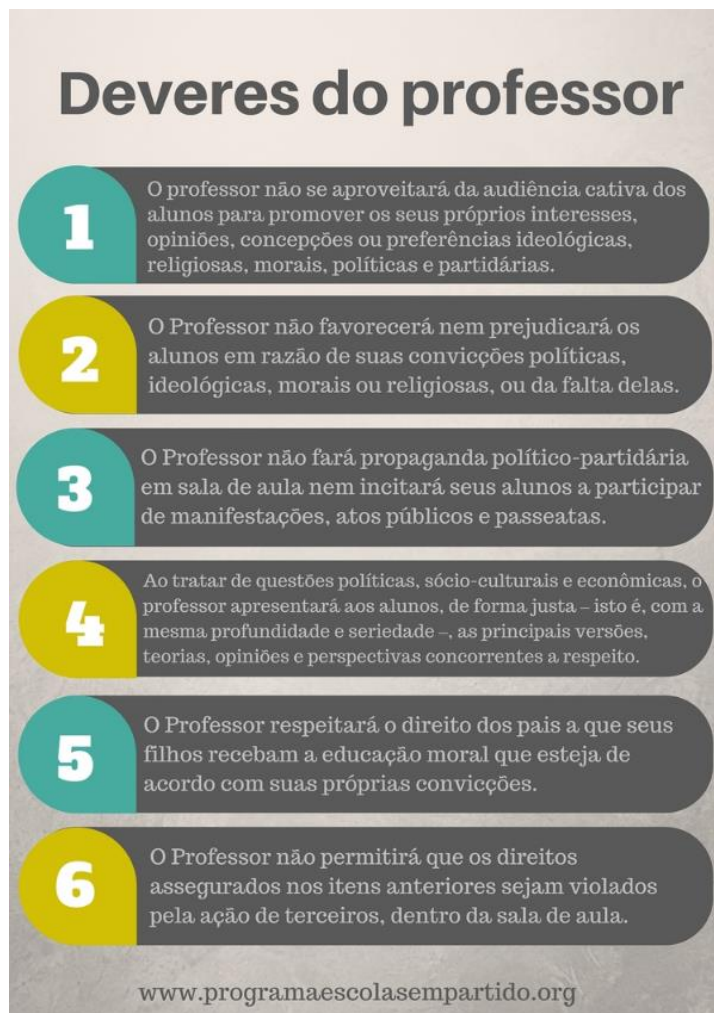 Deveres do professor
1
O professor não se aproveitará da audiência cativa dos
alunos para promover os seus próprios interesses,
opiniões, concepções ou preferências ideológicas,
religiosas, morais, políticas e partidárias.
2
O Professor não favorecerá nem prejudicará os
alunos em razão de suas convicções políticas,
ideológicas, morais ou religiosas, ou da falta delas.
3
O Professor não fará propaganda político-partidária
em sala de aula nem incitará seus alunos a participar
de manifestações, atos públicos e passeatas.
4
Ao tratar de questões políticas, sócio-culturais e econômicas, o
professor apresentará aos alunos, de forma justa – isto é, com a
mesma profundidade e seriedade –, as principais versões,
teorias, opiniões e perspectivas concorrentes a respeito.
5
O Professor respeitará o direito dos pais a que seus
filhos recebam a educação moral que esteja de
acordo com suas próprias convicções.
6
O Professor não permitirá que os direitos
assegurados nos itens anteriores sejam violados
pela ação de terceiros, dentro da sala de aula.
www.programaescolasempartido.org